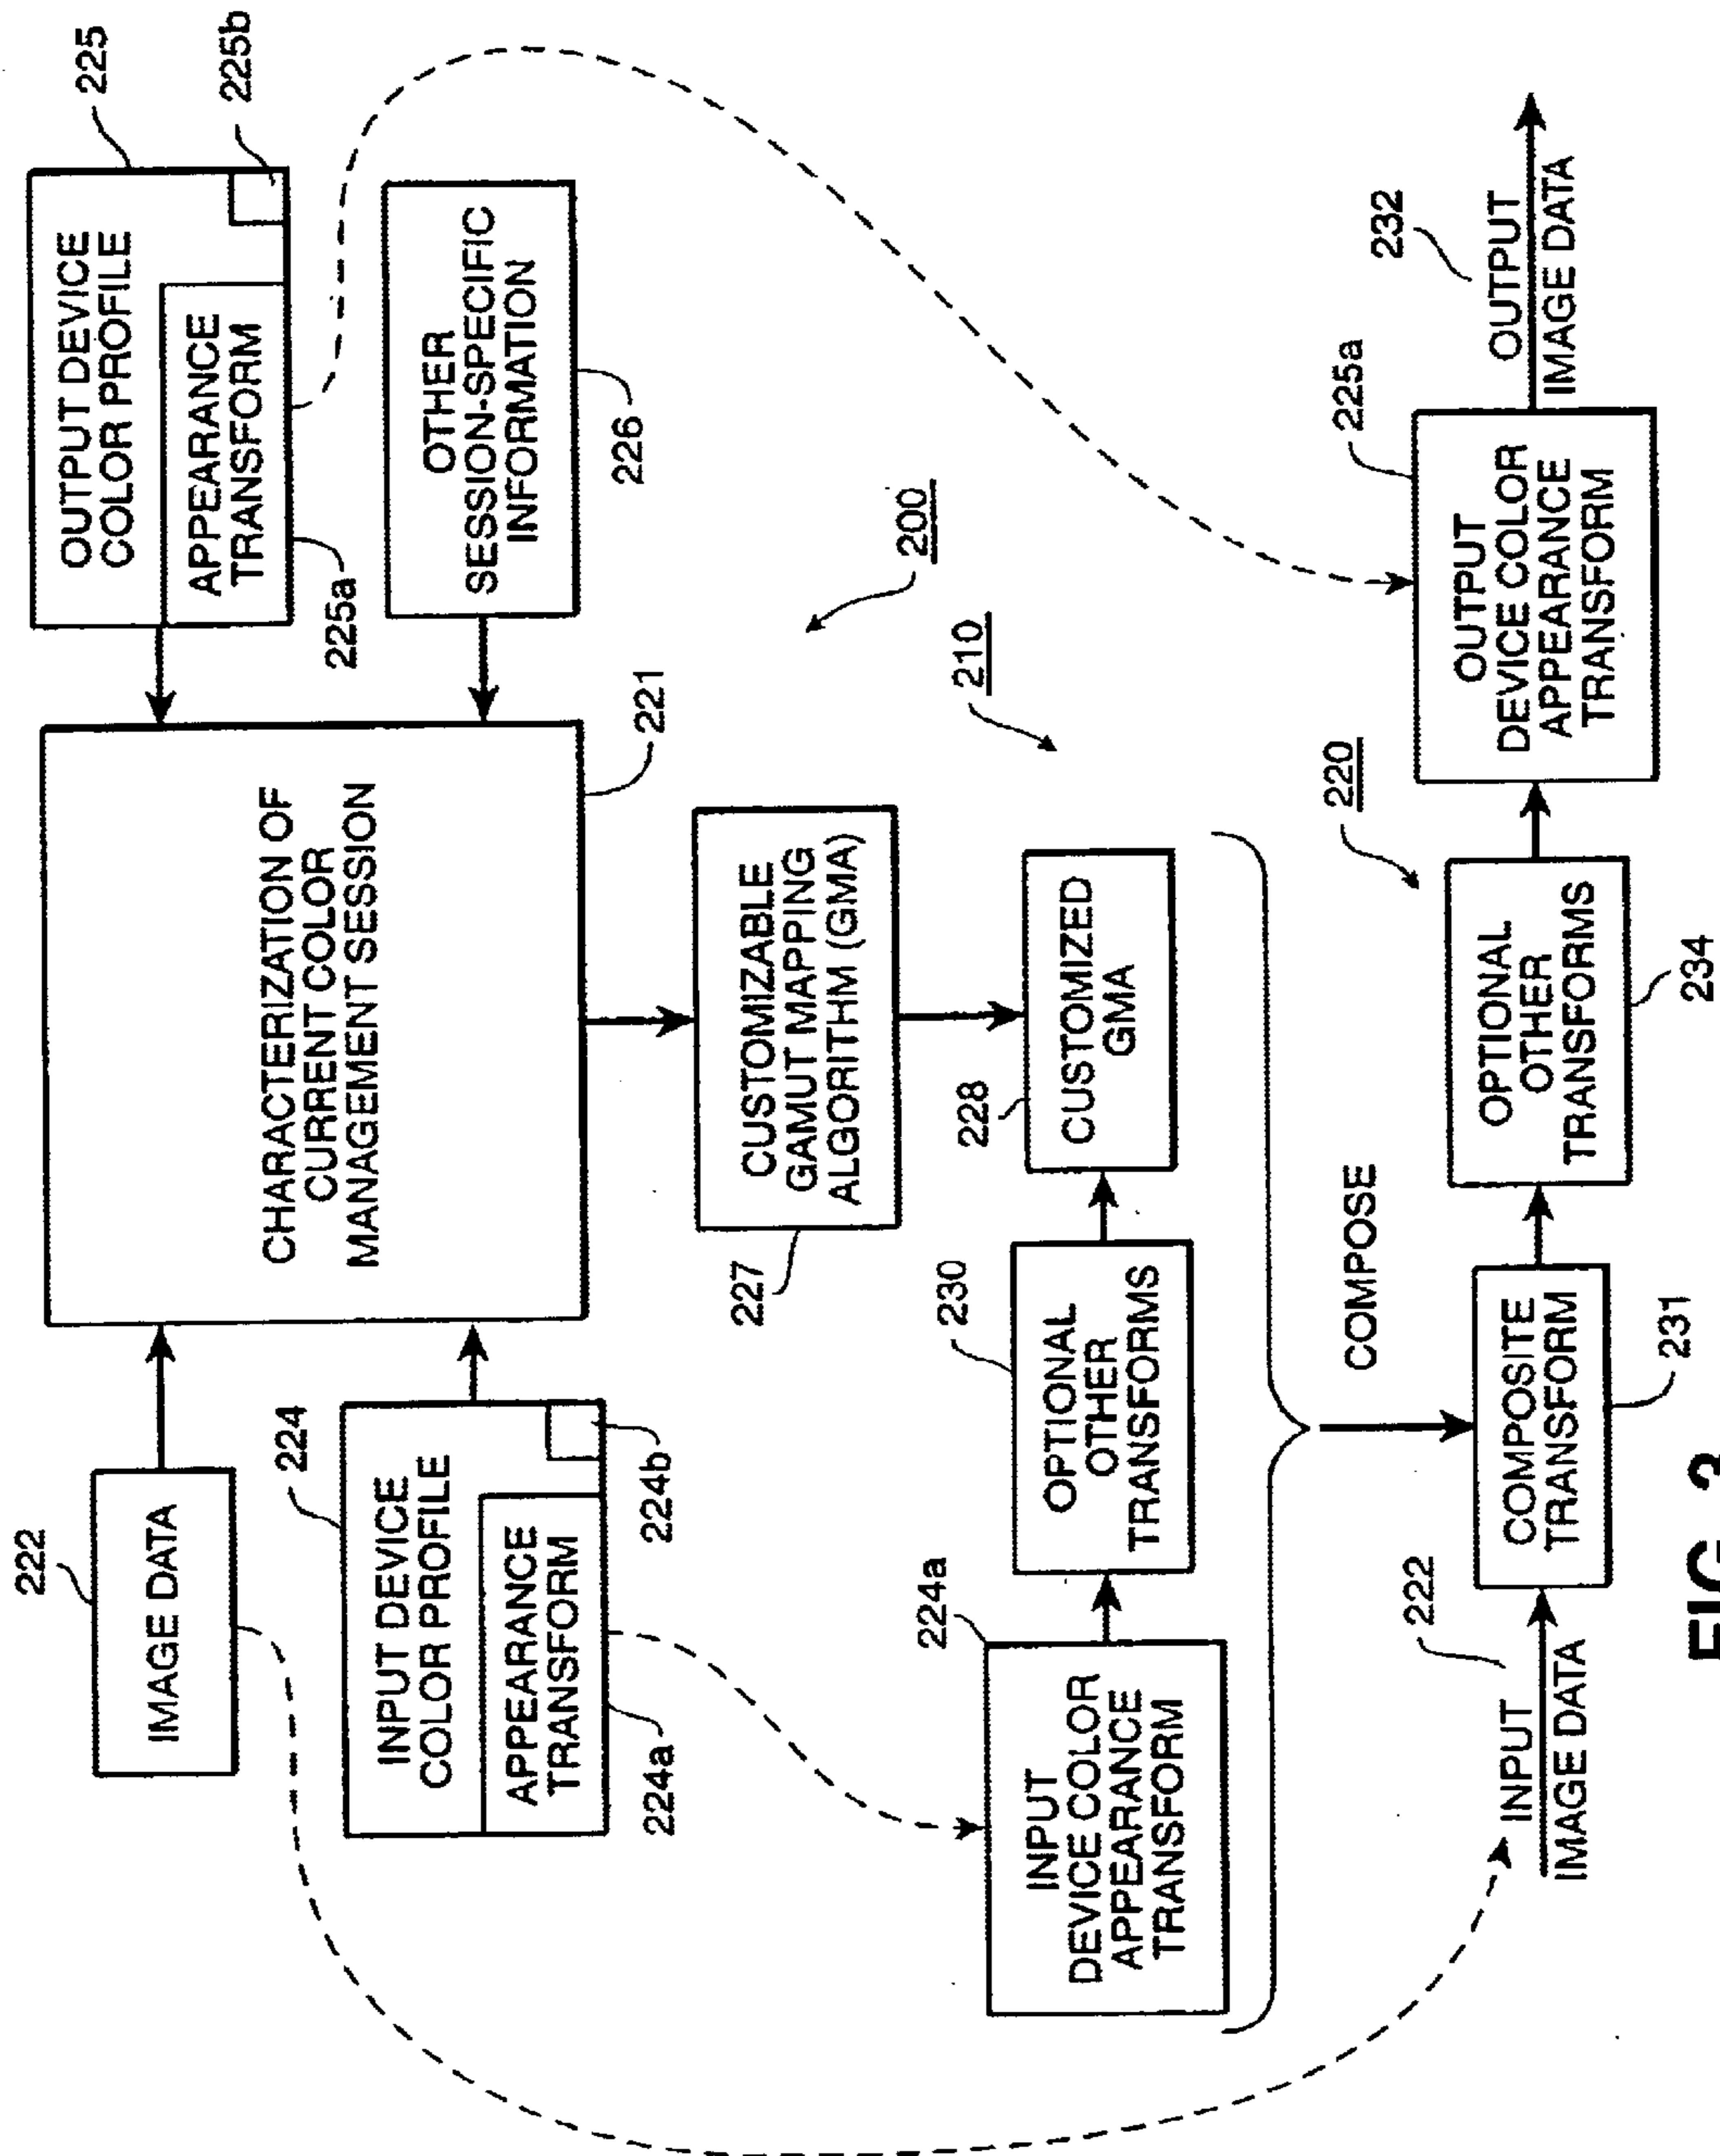 222
IMAGE DATA
224
INPUT DEVICE
COLOR PROFILE
APPEARANCE
TRANSFORM
224a
224b
CHARACTERIZATION OF
CURRENT COLOR
MANAGEMENT SESSION
221
OUTPUT DEVICE
COLOR PROFILE
APPEARANCE
TRANSFORM
225
225b
225a
OTHER
SESSION-SPECIFIC
INFORMATION
226
200
227
CUSTOMIZABLE
GAMUT MAPPING
ALGORITHM (GMA)
210
224a
INPUT
DEVICE COLOR
APPEARANCE
TRANSFORM
230
OPTIONAL
OTHER
TRANSFORMS
228
CUSTOMIZED
GMA
COMPOSE
220
222
INPUT
IMAGE DATA
COMPOSITE
TRANSFORM
231
OPTIONAL
OTHER
TRANSFORMS
234
225a
OUTPUT
DEVICE COLOR
APPEARANCE
TRANSFORM
232
OUTPUT
IMAGE DATA
FIG. 3